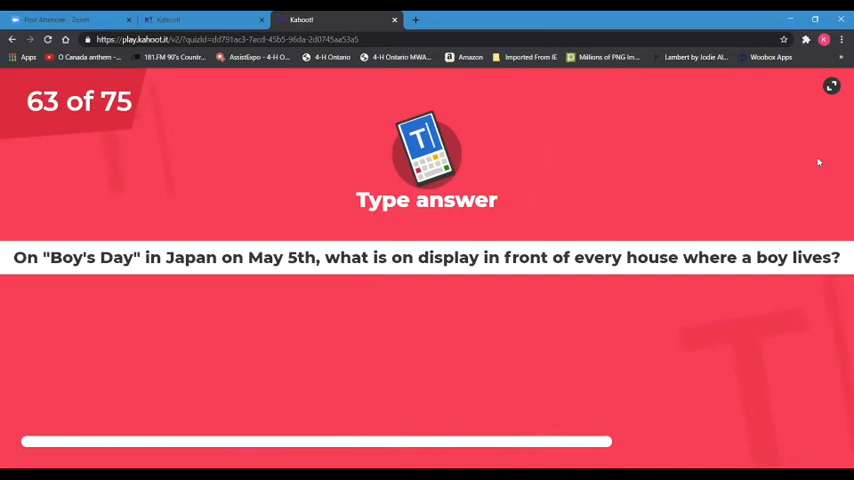 Post Attendee - Zoom
Kahoot!
Kahoot!
https://play.kahoot.it/v2/?quizId=dd791ac3-7ecd-45b5-96da-2d0745aa53a5
K
Apps
O Canada anthem -...
181.FM 90's Countr...
AssistExpo - 4-H O...
4-H Ontario
4-H Ontario MWA...
Amazon
Imported From IE
Millions of PNG Im...
Lambert by Jodie Al...
Woobox Apps
63 of 75
Type answer
On "Boy's Day" in Japan on May 5th, what is on display in front of every house where a boy lives?